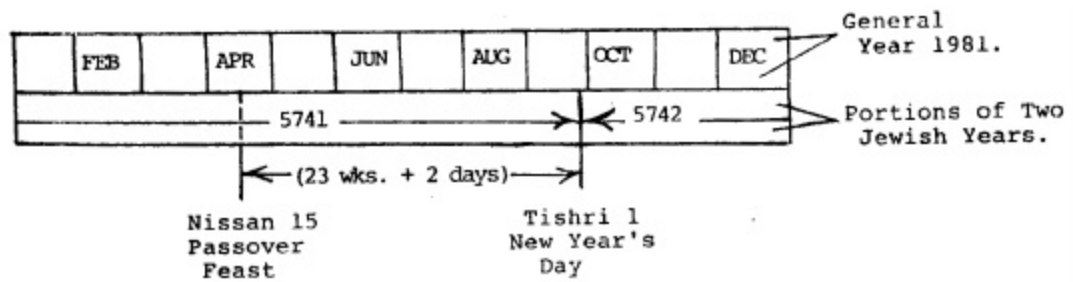 General
Year 1981.
FEB APR JUN AUG OCT DEC
5741 5742
Portions of Two
Jewish Years.
(23 wks. + 2 days)
Nissan 15
Passover
Feast
Tishri 1
New Year's
Day